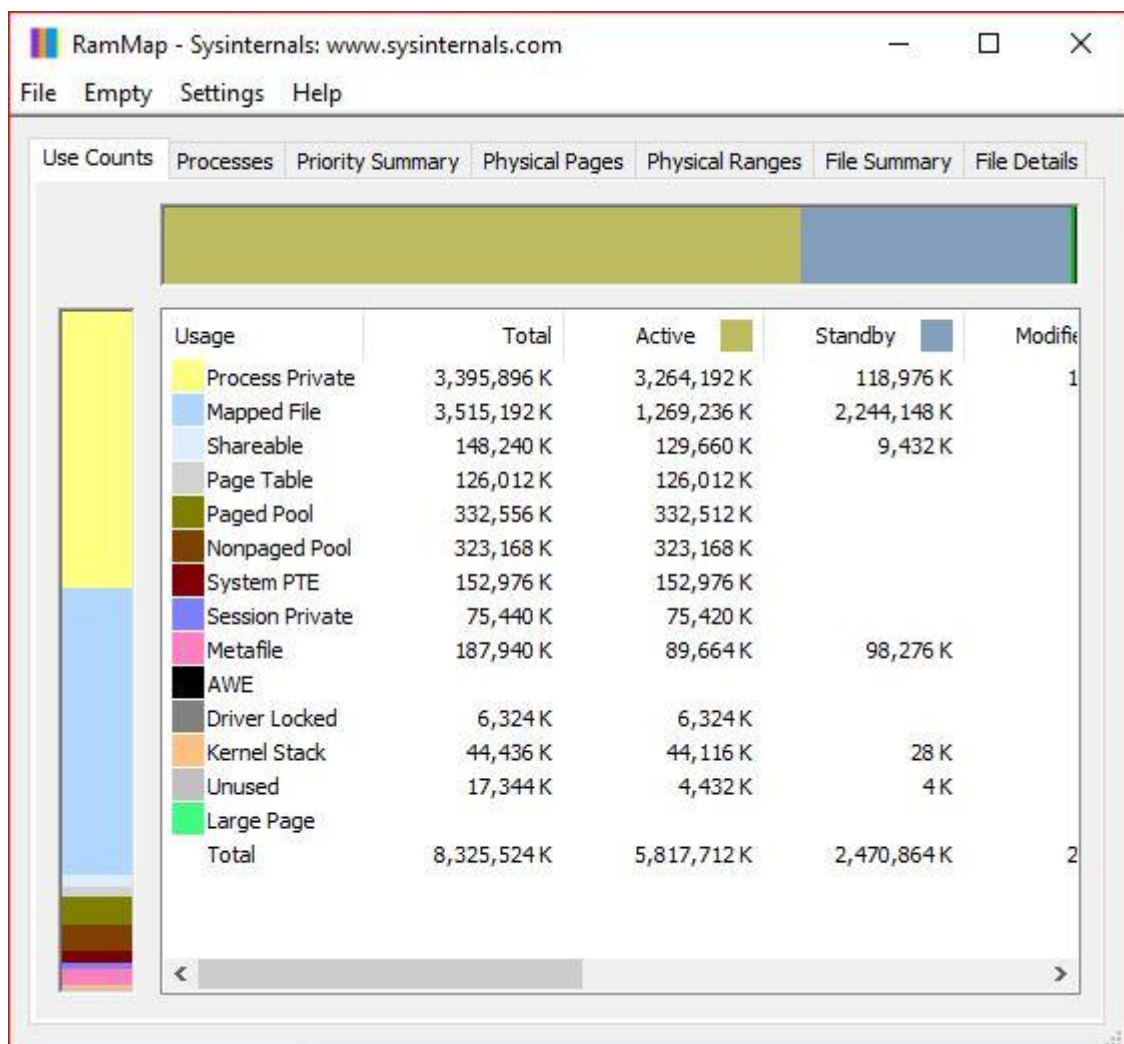 RamMap - Sysinternals: www.sysinternals.com
File Empty Settings Help
Use Counts Processes Priority Summary Physical Pages Physical Ranges File Summary File Details
Usage Total Active Standby Modifie
Process Private 3,395,896 K 3,264,192 K 118,976 K 1
Mapped File 3,515,192 K 1,269,236 K 2,244,148 K
Shareable 148,240 K 129,660 K 9,432 K
Page Table 126,012 K 126,012 K
Paged Pool 332,556 K 332,512 K
Nonpaged Pool 323,168 K 323,168 K
System PTE 152,976 K 152,976 K
Session Private 75,440 K 75,420 K
Metafile 187,940 K 89,664 K 98,276 K
AWE
Driver Locked 6,324 K 6,324 K
Kernel Stack 44,436 K 44,116 K 28 K
Unused 17,344 K 4,432 K 4 K
Large Page
Total 8,325,524 K 5,817,712 K 2,470,864 K 2